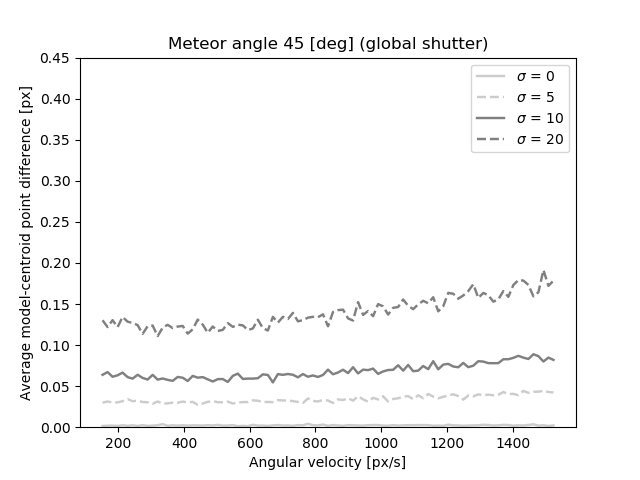 Meteor angle 45 [deg] (global shutter)
0.45
0.40
0.35
0.30
0.25
0.20
0.15
0.10
0.05
0.00
Average model-centroid point difference [px]
σ = 0
σ = 5
σ = 10
σ = 20
200 400 600 800 1000 1200 1400
Angular velocity [px/s]